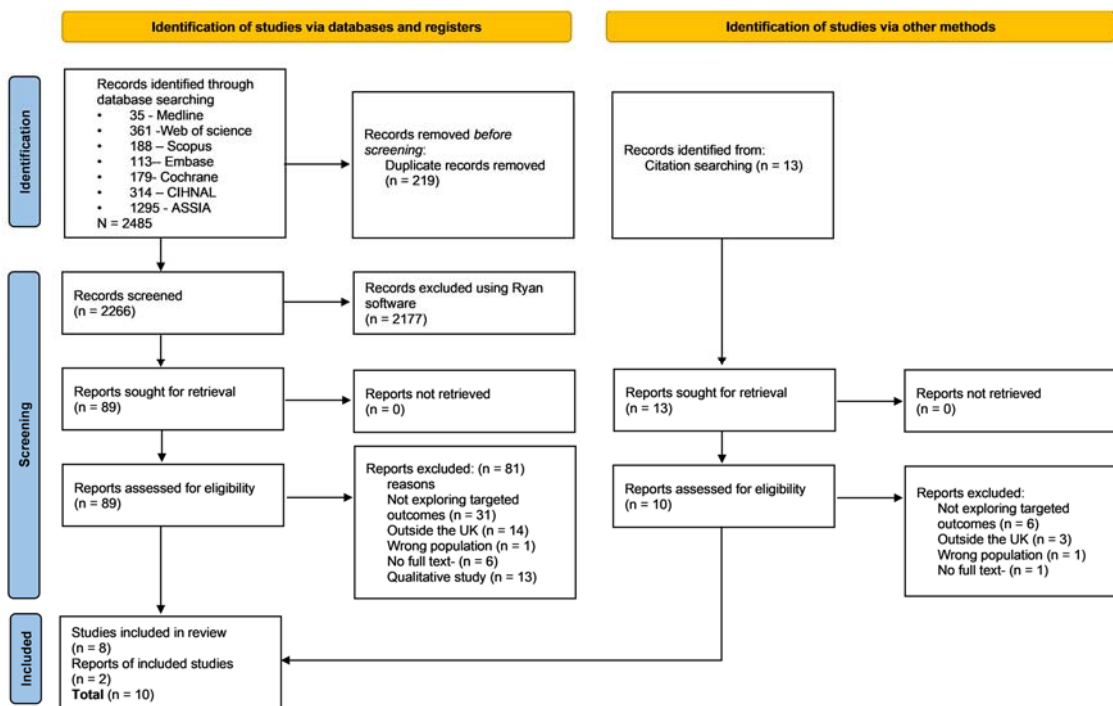 Identification of studies via databases and registers
Identification of studies via other methods
Identification
Records identified through
database searching
• 35 - Medline
• 361 -Web of science
• 188 – Scopus
• 113-– Embase
• 179- Cochrane
• 314 – CIHNAL
• 1295 - ASSIA
N = 2485
Records removed before
screening:
Duplicate records removed
(n = 219)
Records identified from:
Citation searching (n = 13)
Screening
Records screened
(n = 2266)
Records excluded using Ryan
software
(n = 2177)
Reports sought for retrieval
(n = 89)
Reports not retrieved
(n = 0)
Reports sought for retrieval
(n = 13)
Reports not retrieved
(n = 0)
Reports assessed for eligibility
(n = 89)
Reports excluded: (n = 81)
reasons
Not exploring targeted
outcomes (n = 31)
Outside the UK (n = 14)
Wrong population (n = 1)
No full text- (n = 6)
Qualitative study (n = 13)
Reports assessed for eligibility
(n = 10)
Reports excluded:
Not exploring targeted
outcomes (n = 6)
Outside the UK (n = 3)
Wrong population (n = 1)
No full text- (n = 1)
Included
Studies included in review
(n = 8)
Reports of included studies
(n = 2)
Total (n = 10)